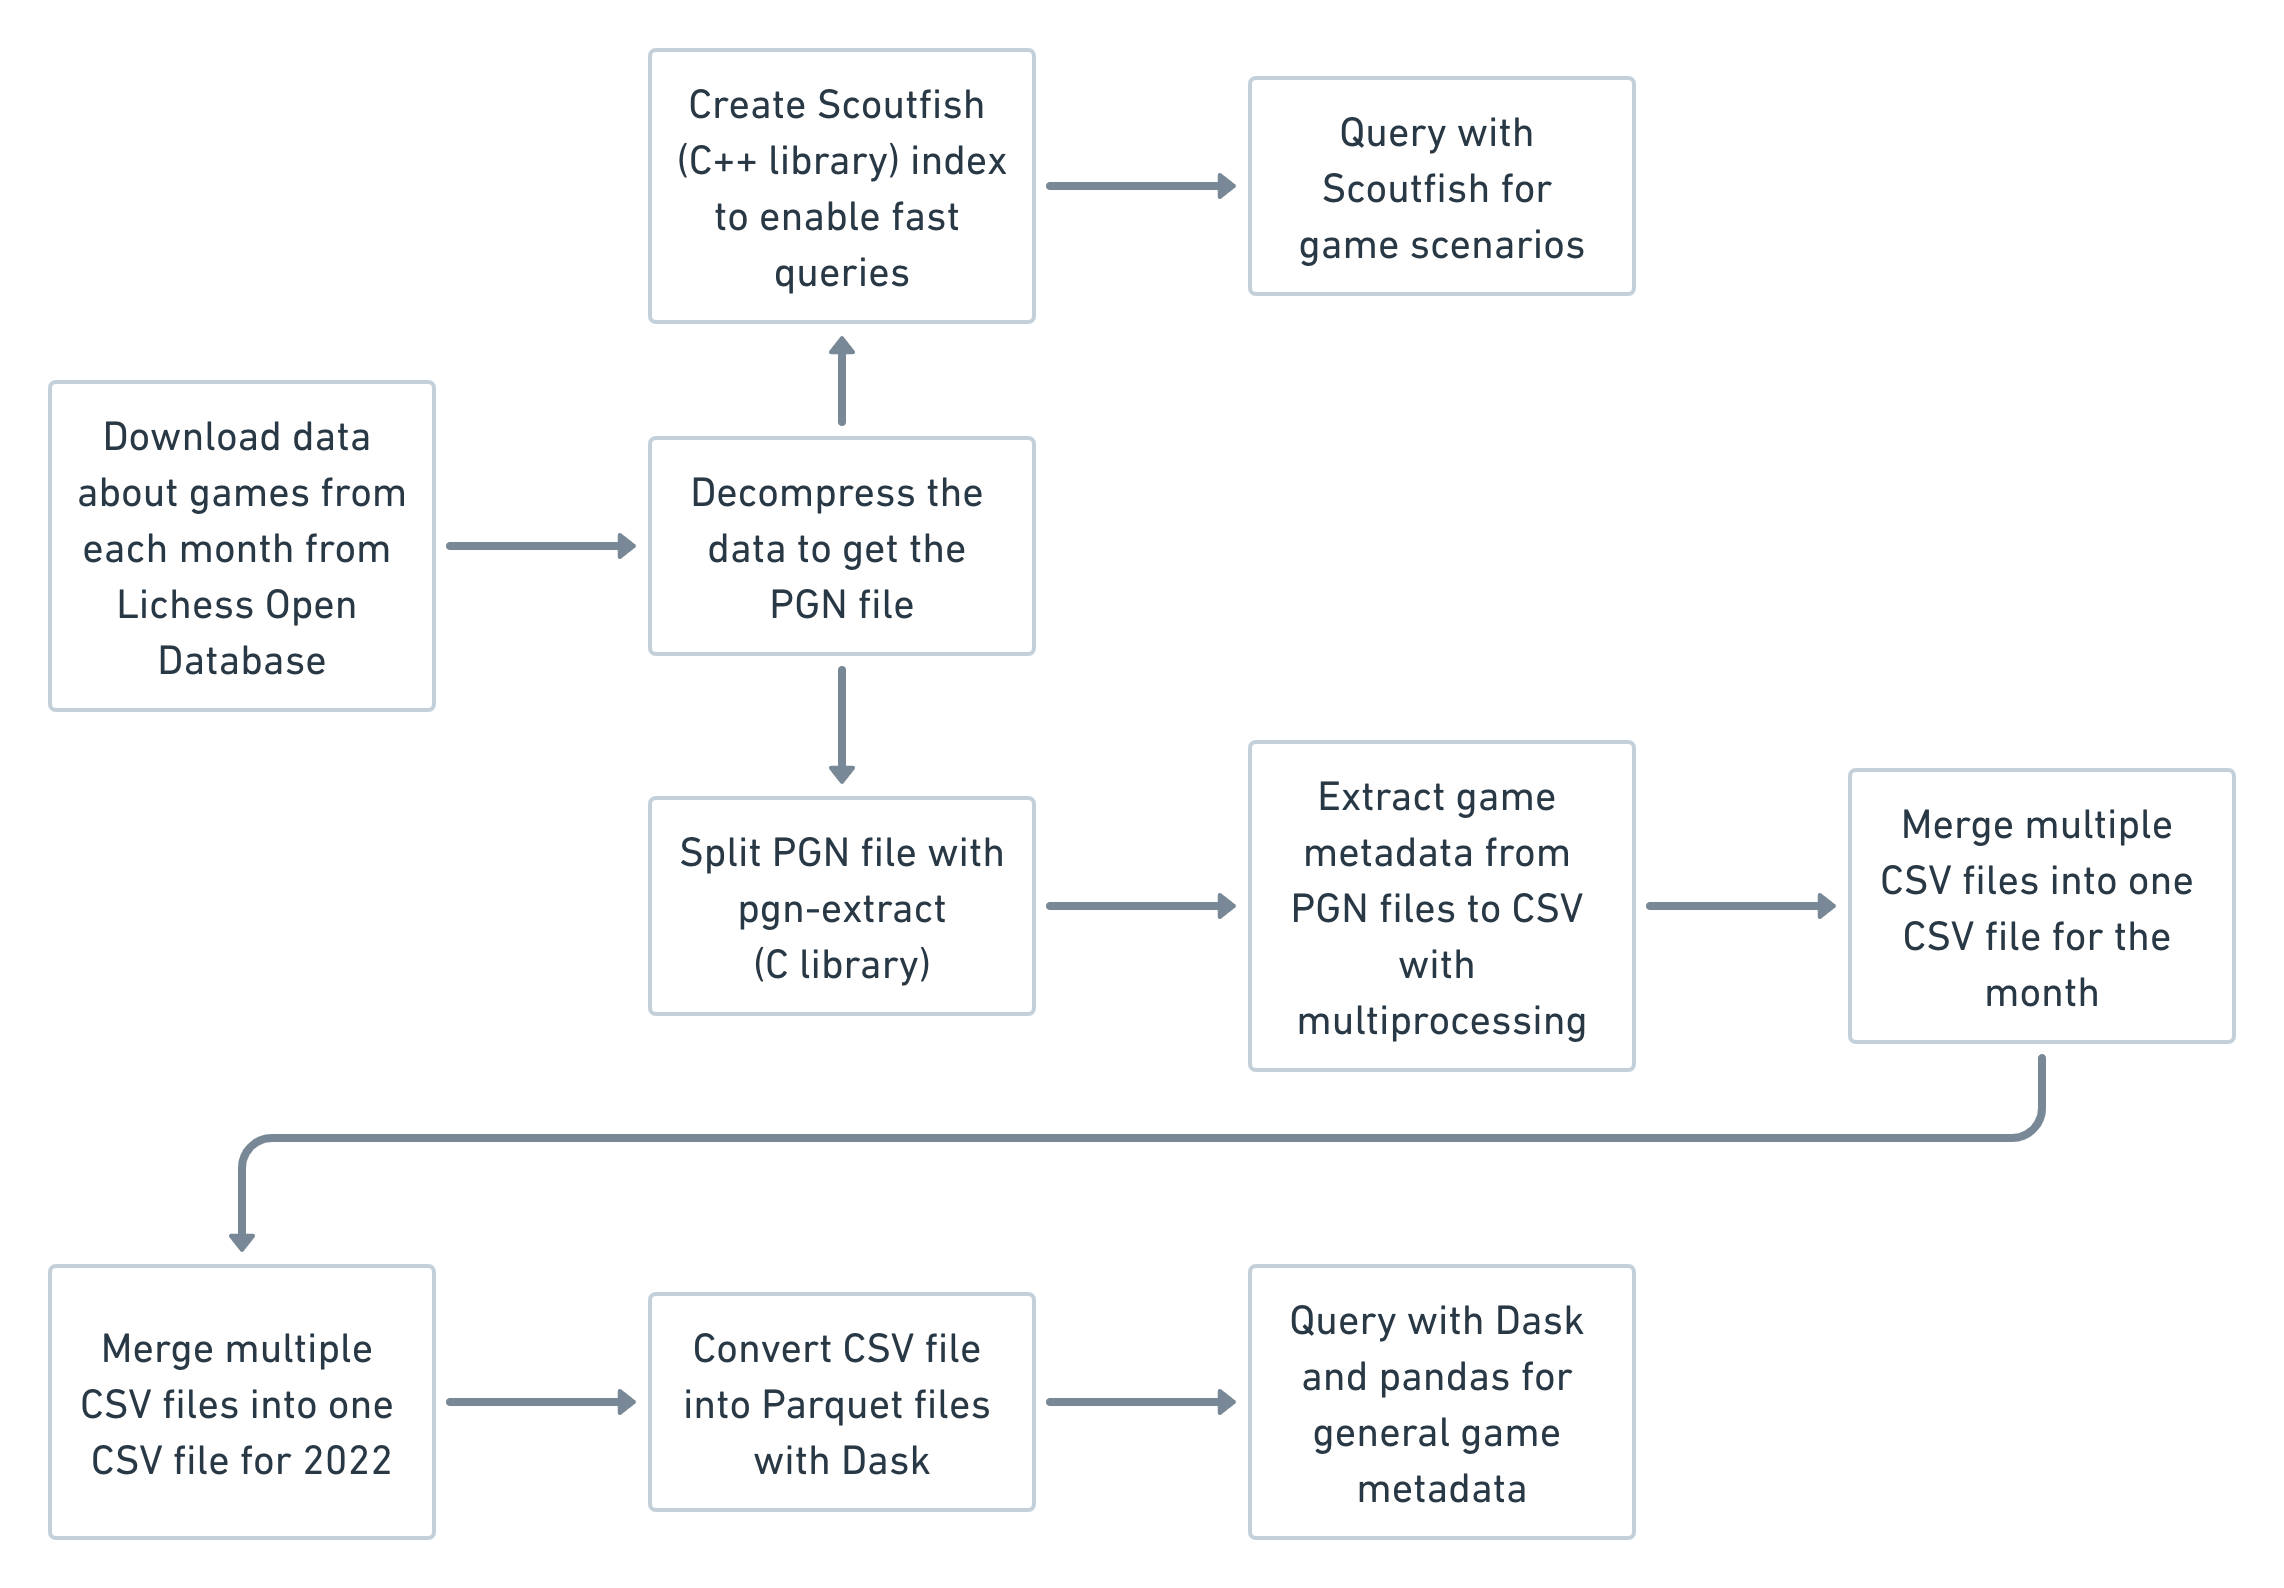 Create Scoutfish
(C++ library) index
to enable fast
queries
Query with
Scoutfish for
game scenarios
Download data
about games from
each month from
Lichess Open
Database
Decompress the
data to get the
PGN file
Split PGN file with
pgn-extract
(C library)
Extract game
metadata from
PGN files to CSV
with
multiprocessing
Merge multiple
CSV files into one
CSV file for the
month
Merge multiple
CSV files into one
CSV file for 2022
Convert CSV file
into Parquet files
with Dask
Query with Dask
and pandas for
general game
metadata